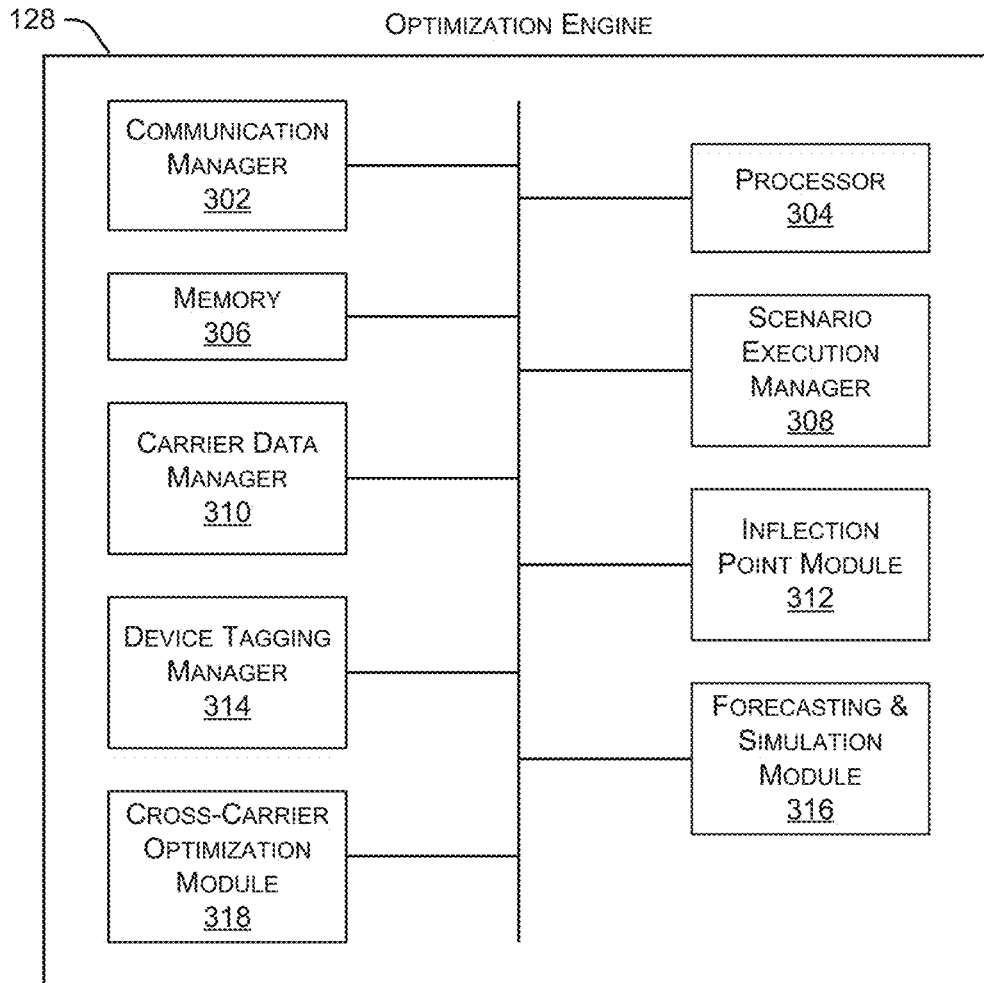 128
OPTIMIZATION ENGINE
COMMUNICATION
MANAGER
302
PROCESSOR
304
MEMORY
306
SCENARIO
EXECUTION
MANAGER
308
CARRIER DATA
MANAGER
310
INFLECTION
POINT MODULE
312
DEVICE TAGGING
MANAGER
314
FORECASTING &
SIMULATION
MODULE
316
CROSS-CARRIER
OPTIMIZATION
MODULE
318